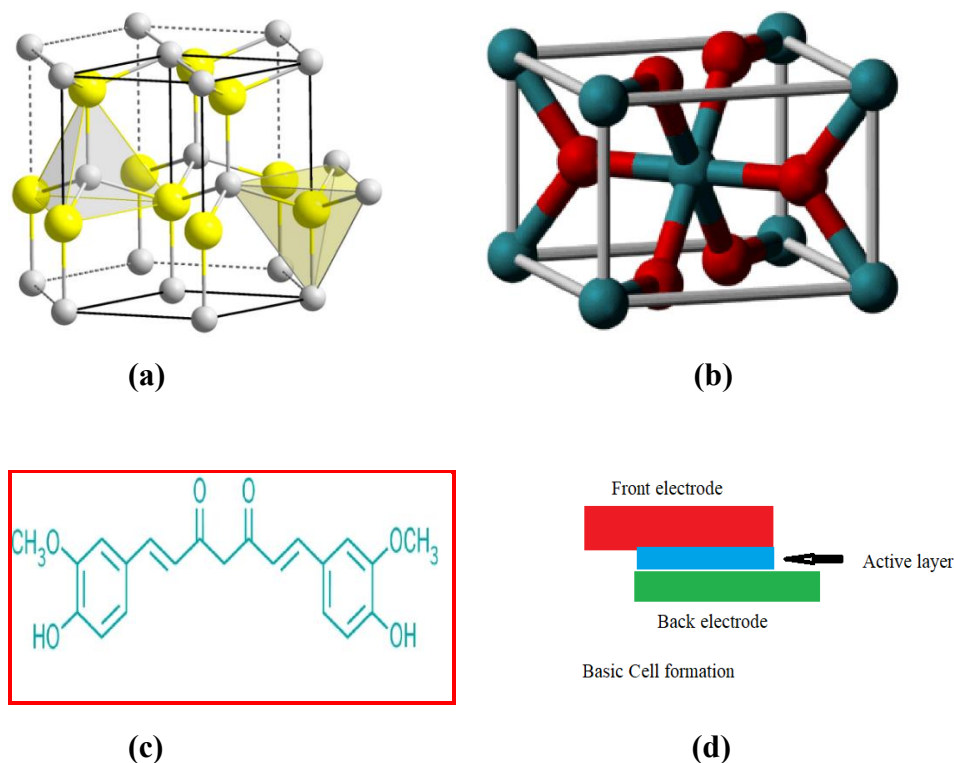 (a)
(b)
O O
CH₃O OCH₃
HO OH
(c)
Front electrode
Active layer
Back electrode
Basic Cell formation
(d)